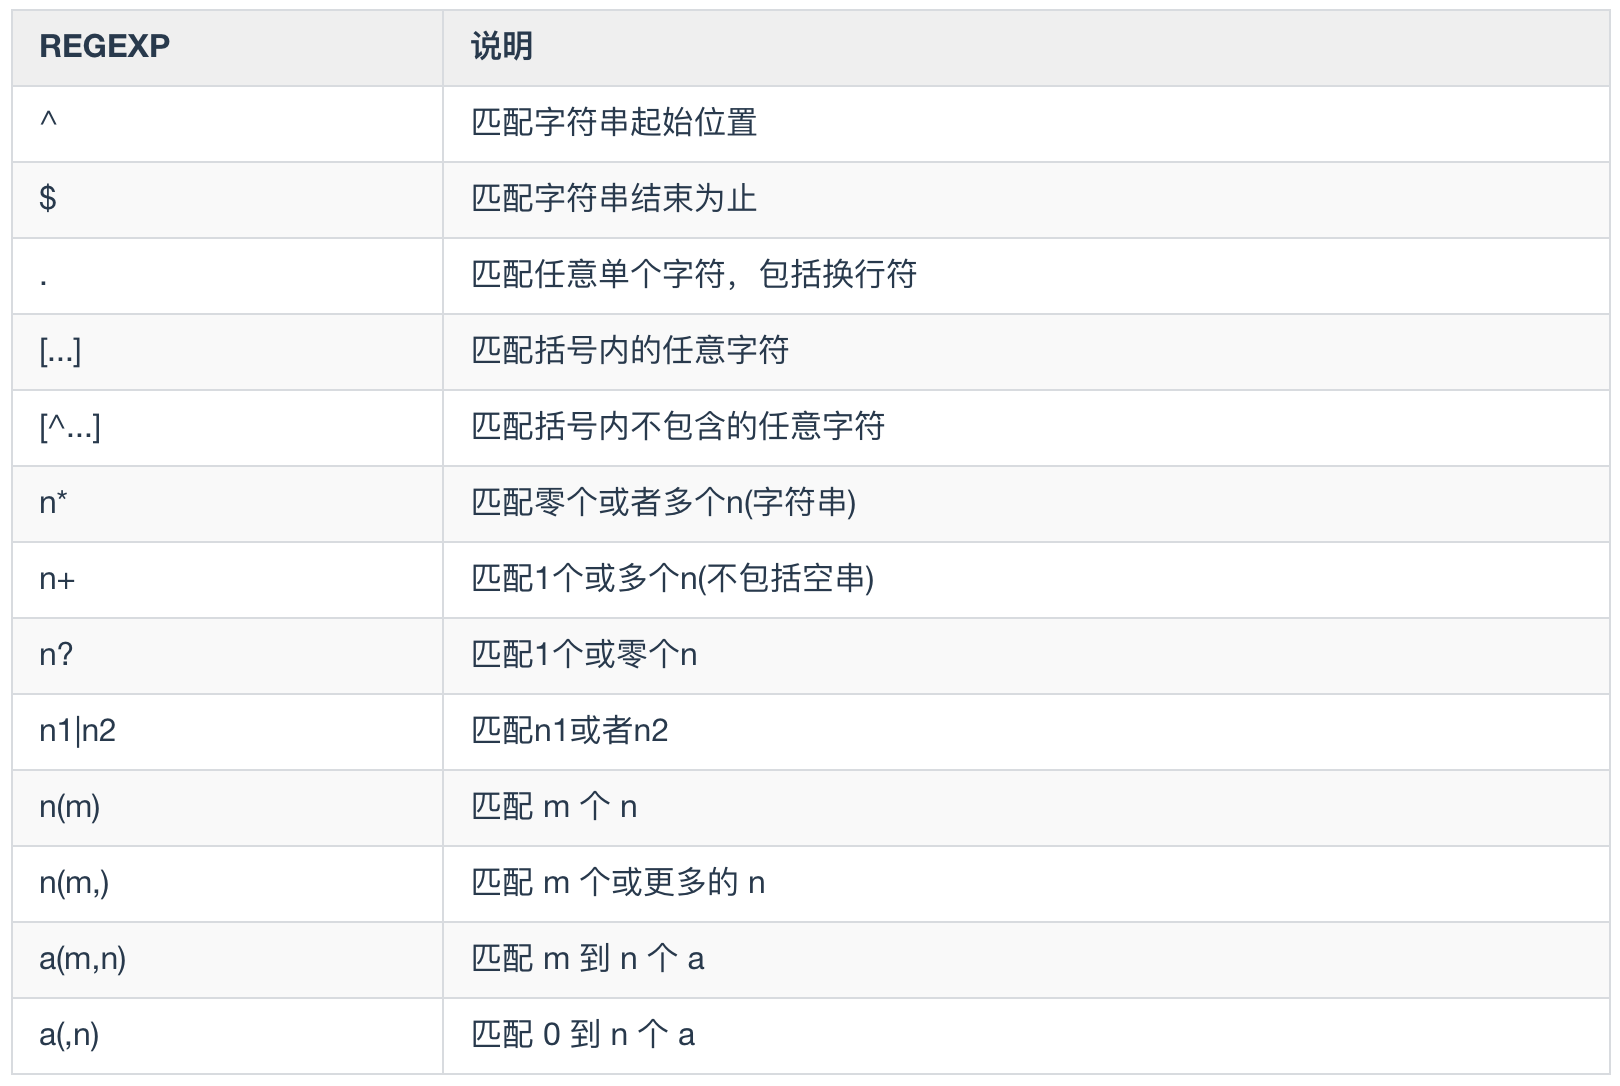 REGEXP 说明
^ 匹配字符串起始位置
$ 匹配字符串结束为止
. 匹配任意单个字符，包括换行符
[...] 匹配括号内的任意字符
[^...] 匹配括号内不包含的任意字符
n* 匹配零个或者多个n(字符串)
n+ 匹配1个或多个n(不包括空串)
n? 匹配1个或零个n
n1|n2 匹配n1或者n2
n(m) 匹配 m 个 n
n(m,) 匹配 m 个或更多的 n
a(m,n) 匹配 m 到 n 个 a
a(,n) 匹配 0 到 n 个 a